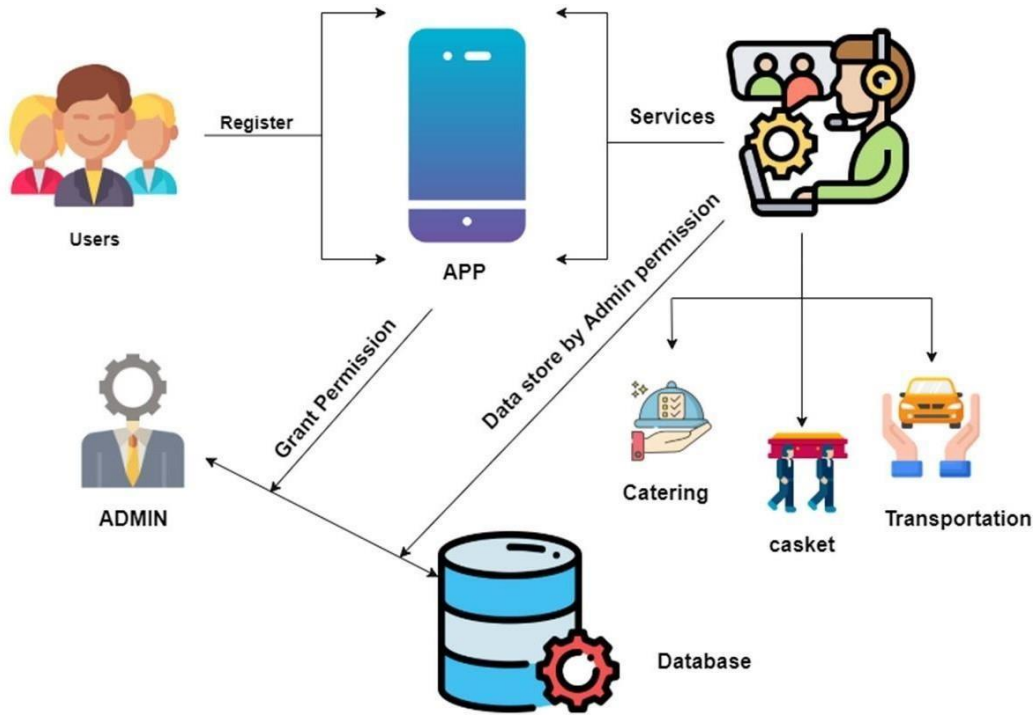 Register
Services
Users
APP
Grant Permission
Data store by Admin permission
ADMIN
Catering
casket
Transportation
Database